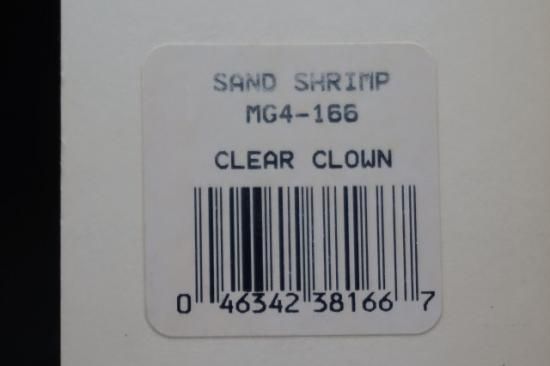 SAND SHRIMP
MG4-166
CLEAR CLOWN
0 46342 38166 7